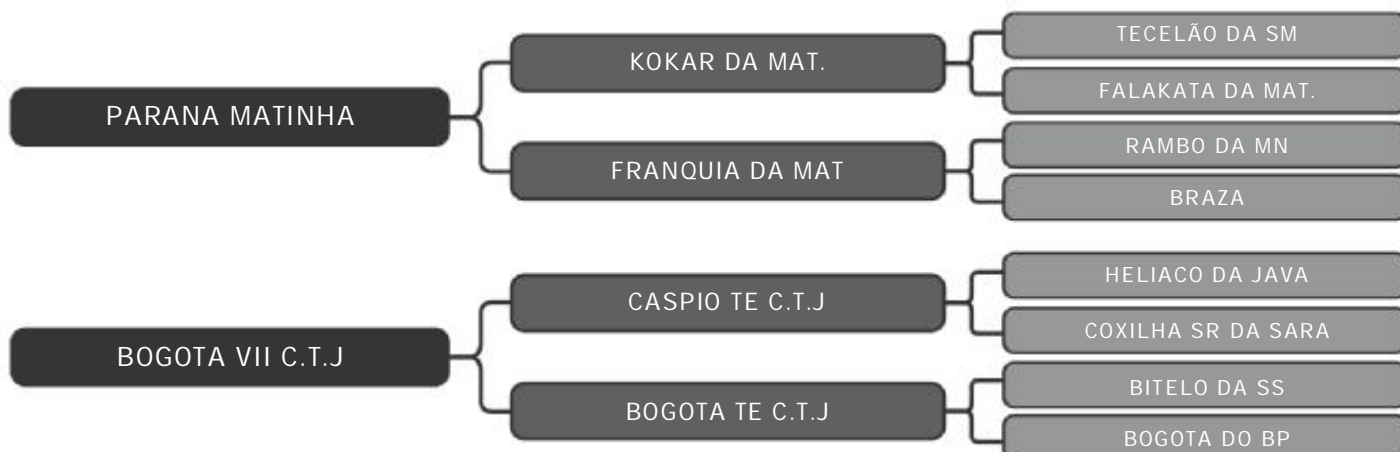 PARANA MATINHA
KOKAR DA MAT.
TECELÃO DA SM
FALAKATA DA MAT.
FRANQUIA DA MAT
RAMBO DA MN
BRAZA
BOGOTA VII C.T.J
CASPIO TE C.T.J
HELIACO DA JAVA
COXILHA SR DA SARA
BOGOTA TE C.T.J
BITELO DA SS
BOGOTA DO BP